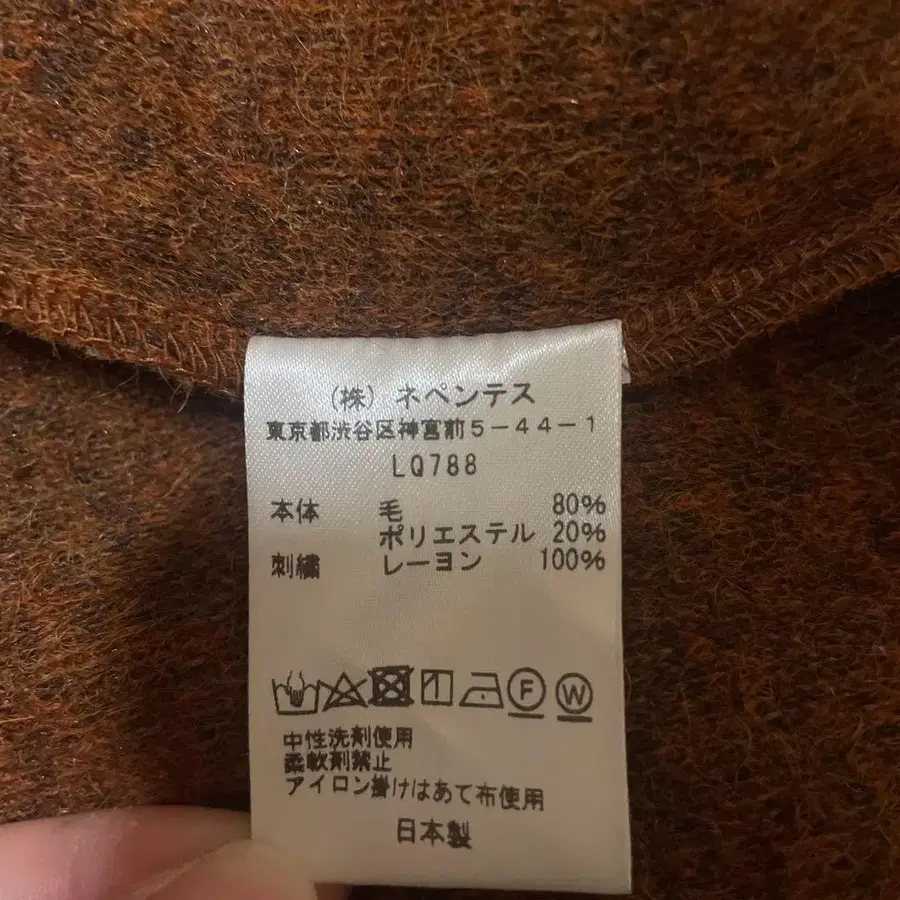 （株）ネペンテス
東京都渋谷区神宮前5-44-1
LQ788
本体 毛 80%
ポリエステル 20%
刺繍 レーヨン 100%
F W
中性洗剤使用
柔軟剤禁止
アイロン掛けはあて布使用
日本製